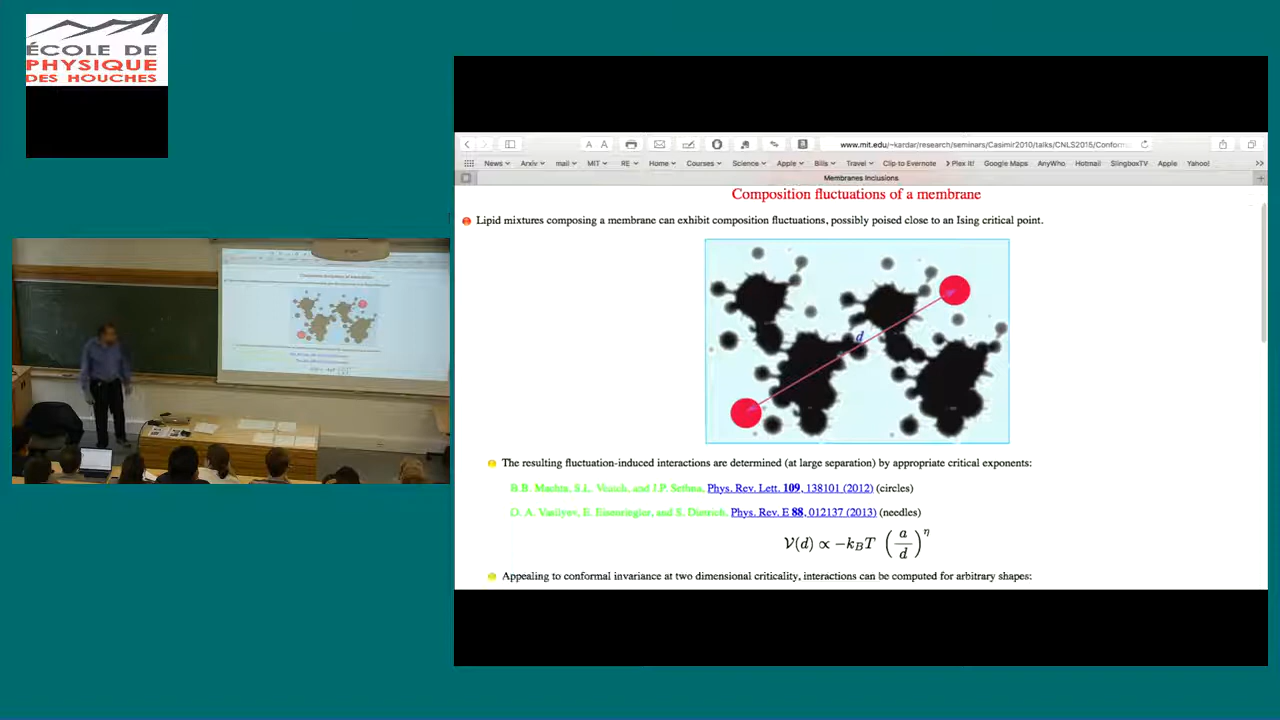 ÉCOLE DE
PHYSIQUE
DES HOUCHES
A A
www.mit.edu/~kardar/research/seminars/Casimir2010/talks/CNLS2015/Confor...
News Arxiv mail MIT RE Home Courses Science Apple Bills Travel Clip to Evernote > Plex it! Google Maps AnyWho Hotmail SlingboxTV Apple Yahoo! >>
Membranes Inclusions
Composition fluctuations of a membrane
Lipid mixtures composing a membrane can exhibit composition fluctuations, possibly poised close to an Ising critical point.
d
The resulting fluctuation-induced interactions are determined (at large separation) by appropriate critical exponents:
B.B. Machta, S.L. Veatch, and J.P. Sethna, Phys. Rev. Lett. 109, 138101 (2012) (circles)
O. A. Vasilyev, E. Eisenriegler, and S. Dietrich, Phys. Rev. E 88, 012137 (2013) (needles)
V(d) ∝ −k_B T (a/d)^η
Appealing to conformal invariance at two dimensional criticality, interactions can be computed for arbitrary shapes: